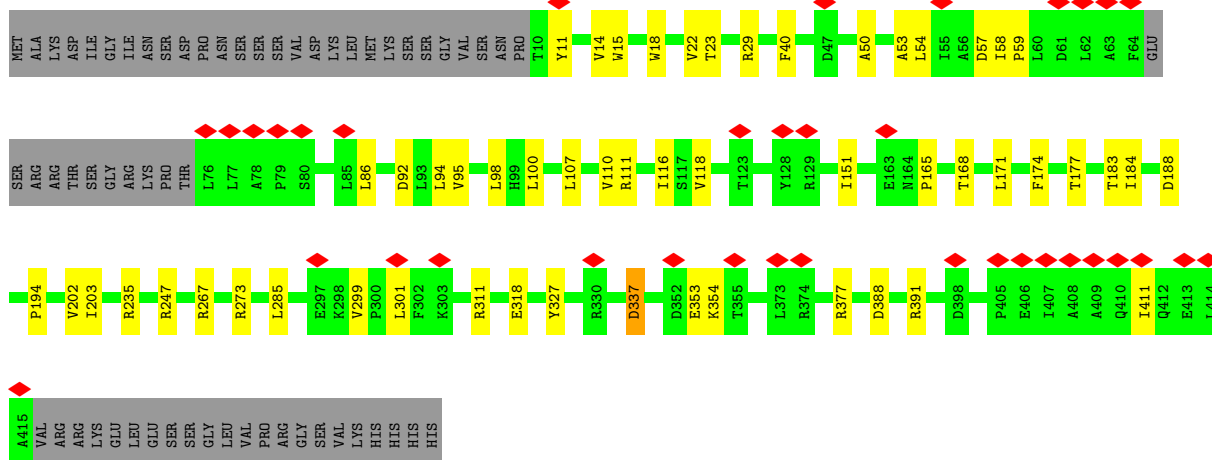 MET ALA LYS ASP ILE GLY ILE ASN SER ASP PRO ASN SER SER SER VAL ASP LYS LEU MET LYS SER SER GLY VAL SER ASN PRO T10 Y11 V14 W15 W18 V22 T23 R29 F40 D47 A50 A53 L54 I55 A56 D57 I58 P59 L60 D61 L62 A63 F64 GLU
SER ARG ARG THR SER GLY ARG LYS PRO THR L76 L77 A78 P79 S80 L85 L86 D92 L93 L94 V95 L98 H99 L100 L107 V110 R111 I116 S117 V118 T123 Y128 R129 I151 E163 N164 P165 T168 L171 F174 T177 T183 I184 D188
P194 V202 I203 R235 R247 R267 R273 L285 E297 K298 V299 P300 L301 F302 K303 R311 E318 Y327 R330 D337 D352 E353 K354 T355 L373 R374 R377 D388 R391 D398 P405 E406 I407 A408 A409 Q410 I411 Q412 E413 L414
A415 VAL ARG ARG LYS GLU LEU GLU SER SER GLY LEU VAL PRO ARG GLY SER VAL LYS HIS HIS HIS HIS